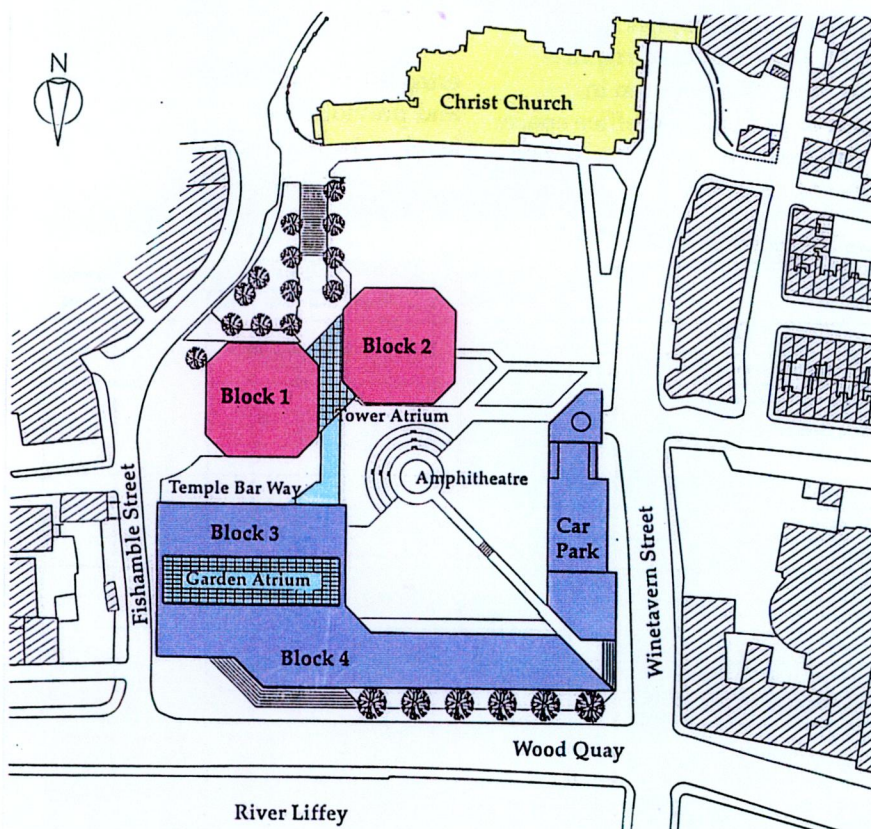 N
Christ Church
Block 2
Block 1
Tower Atrium
Amphitheatre
Temple Bar Way
Fishamble Street
Block 3
Car
Park
Garden Atrium
Winetavern Street
Block 4
Wood Quay
River Liffey